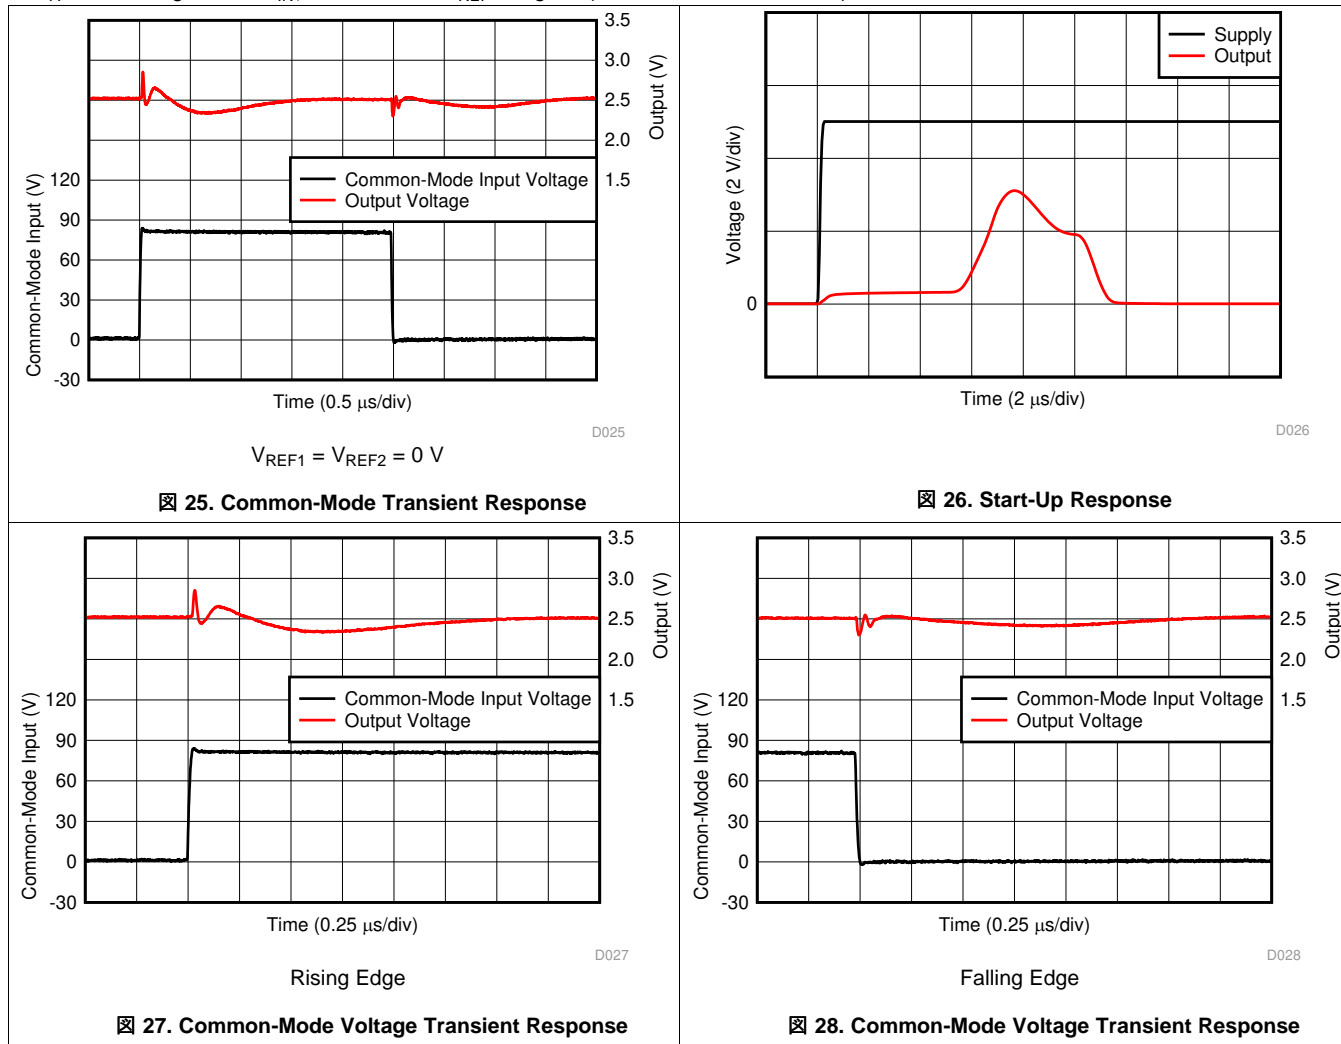 3.5
3.0
2.5
2.0
1.5
Output (V)
120
90
60
30
0
-30
Common-Mode Input (V)
Common-Mode Input Voltage
Output Voltage
Time (0.5 μs/div)
D025
VREF1 = VREF2 = 0 V
図 25. Common-Mode Transient Response
Supply
Output
Voltage (2 V/div)
0
Time (2 μs/div)
D026
図 26. Start-Up Response
3.5
3.0
2.5
2.0
1.5
Output (V)
120
90
60
30
0
-30
Common-Mode Input (V)
Common-Mode Input Voltage
Output Voltage
Time (0.25 μs/div)
D027
Rising Edge
図 27. Common-Mode Voltage Transient Response
3.5
3.0
2.5
2.0
1.5
Output (V)
120
90
60
30
0
-30
Common-Mode Input (V)
Common-Mode Input Voltage
Output Voltage
Time (0.25 μs/div)
D028
Falling Edge
図 28. Common-Mode Voltage Transient Response